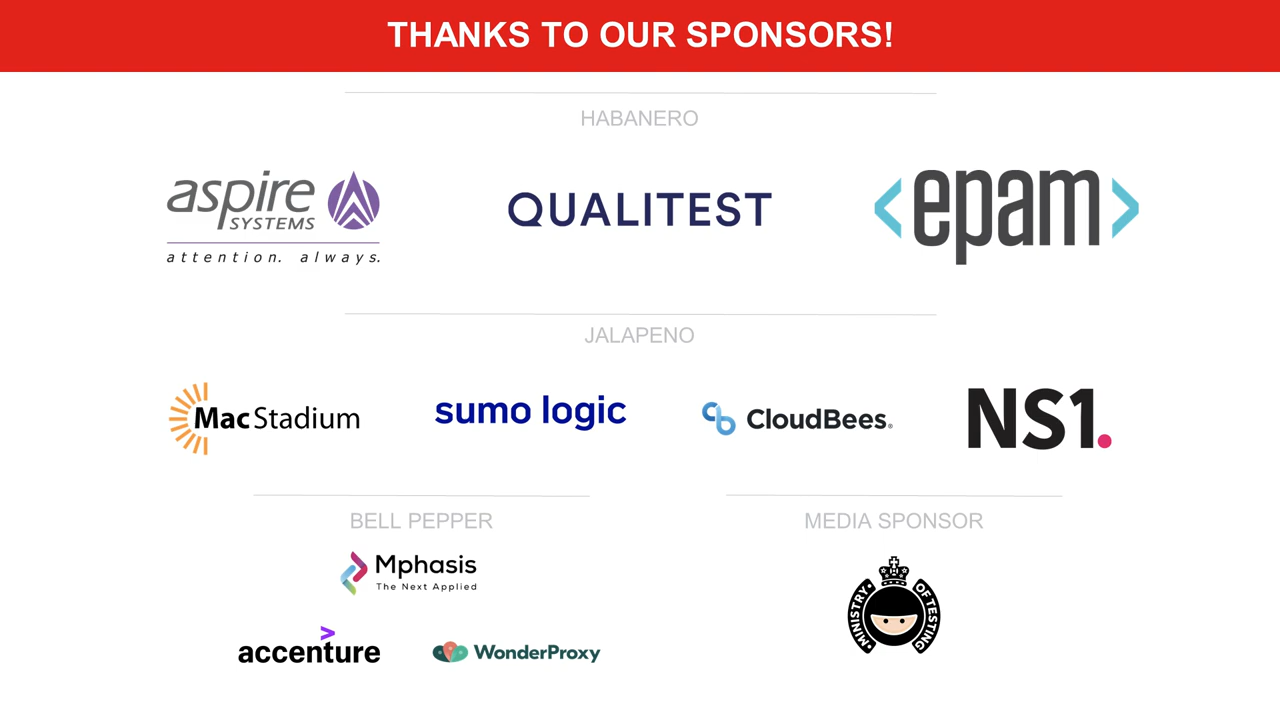 THANKS TO OUR SPONSORS!
HABANERO
aspire
SYSTEMS
attention. always.
QUALITEST
<epam>
JALAPENO
MacStadium
sumo logic
CloudBees®
NS1.
BELL PEPPER
Mphasis
The Next Applied
accenture
WonderProxy
MEDIA SPONSOR
MINISTRY OF TESTING